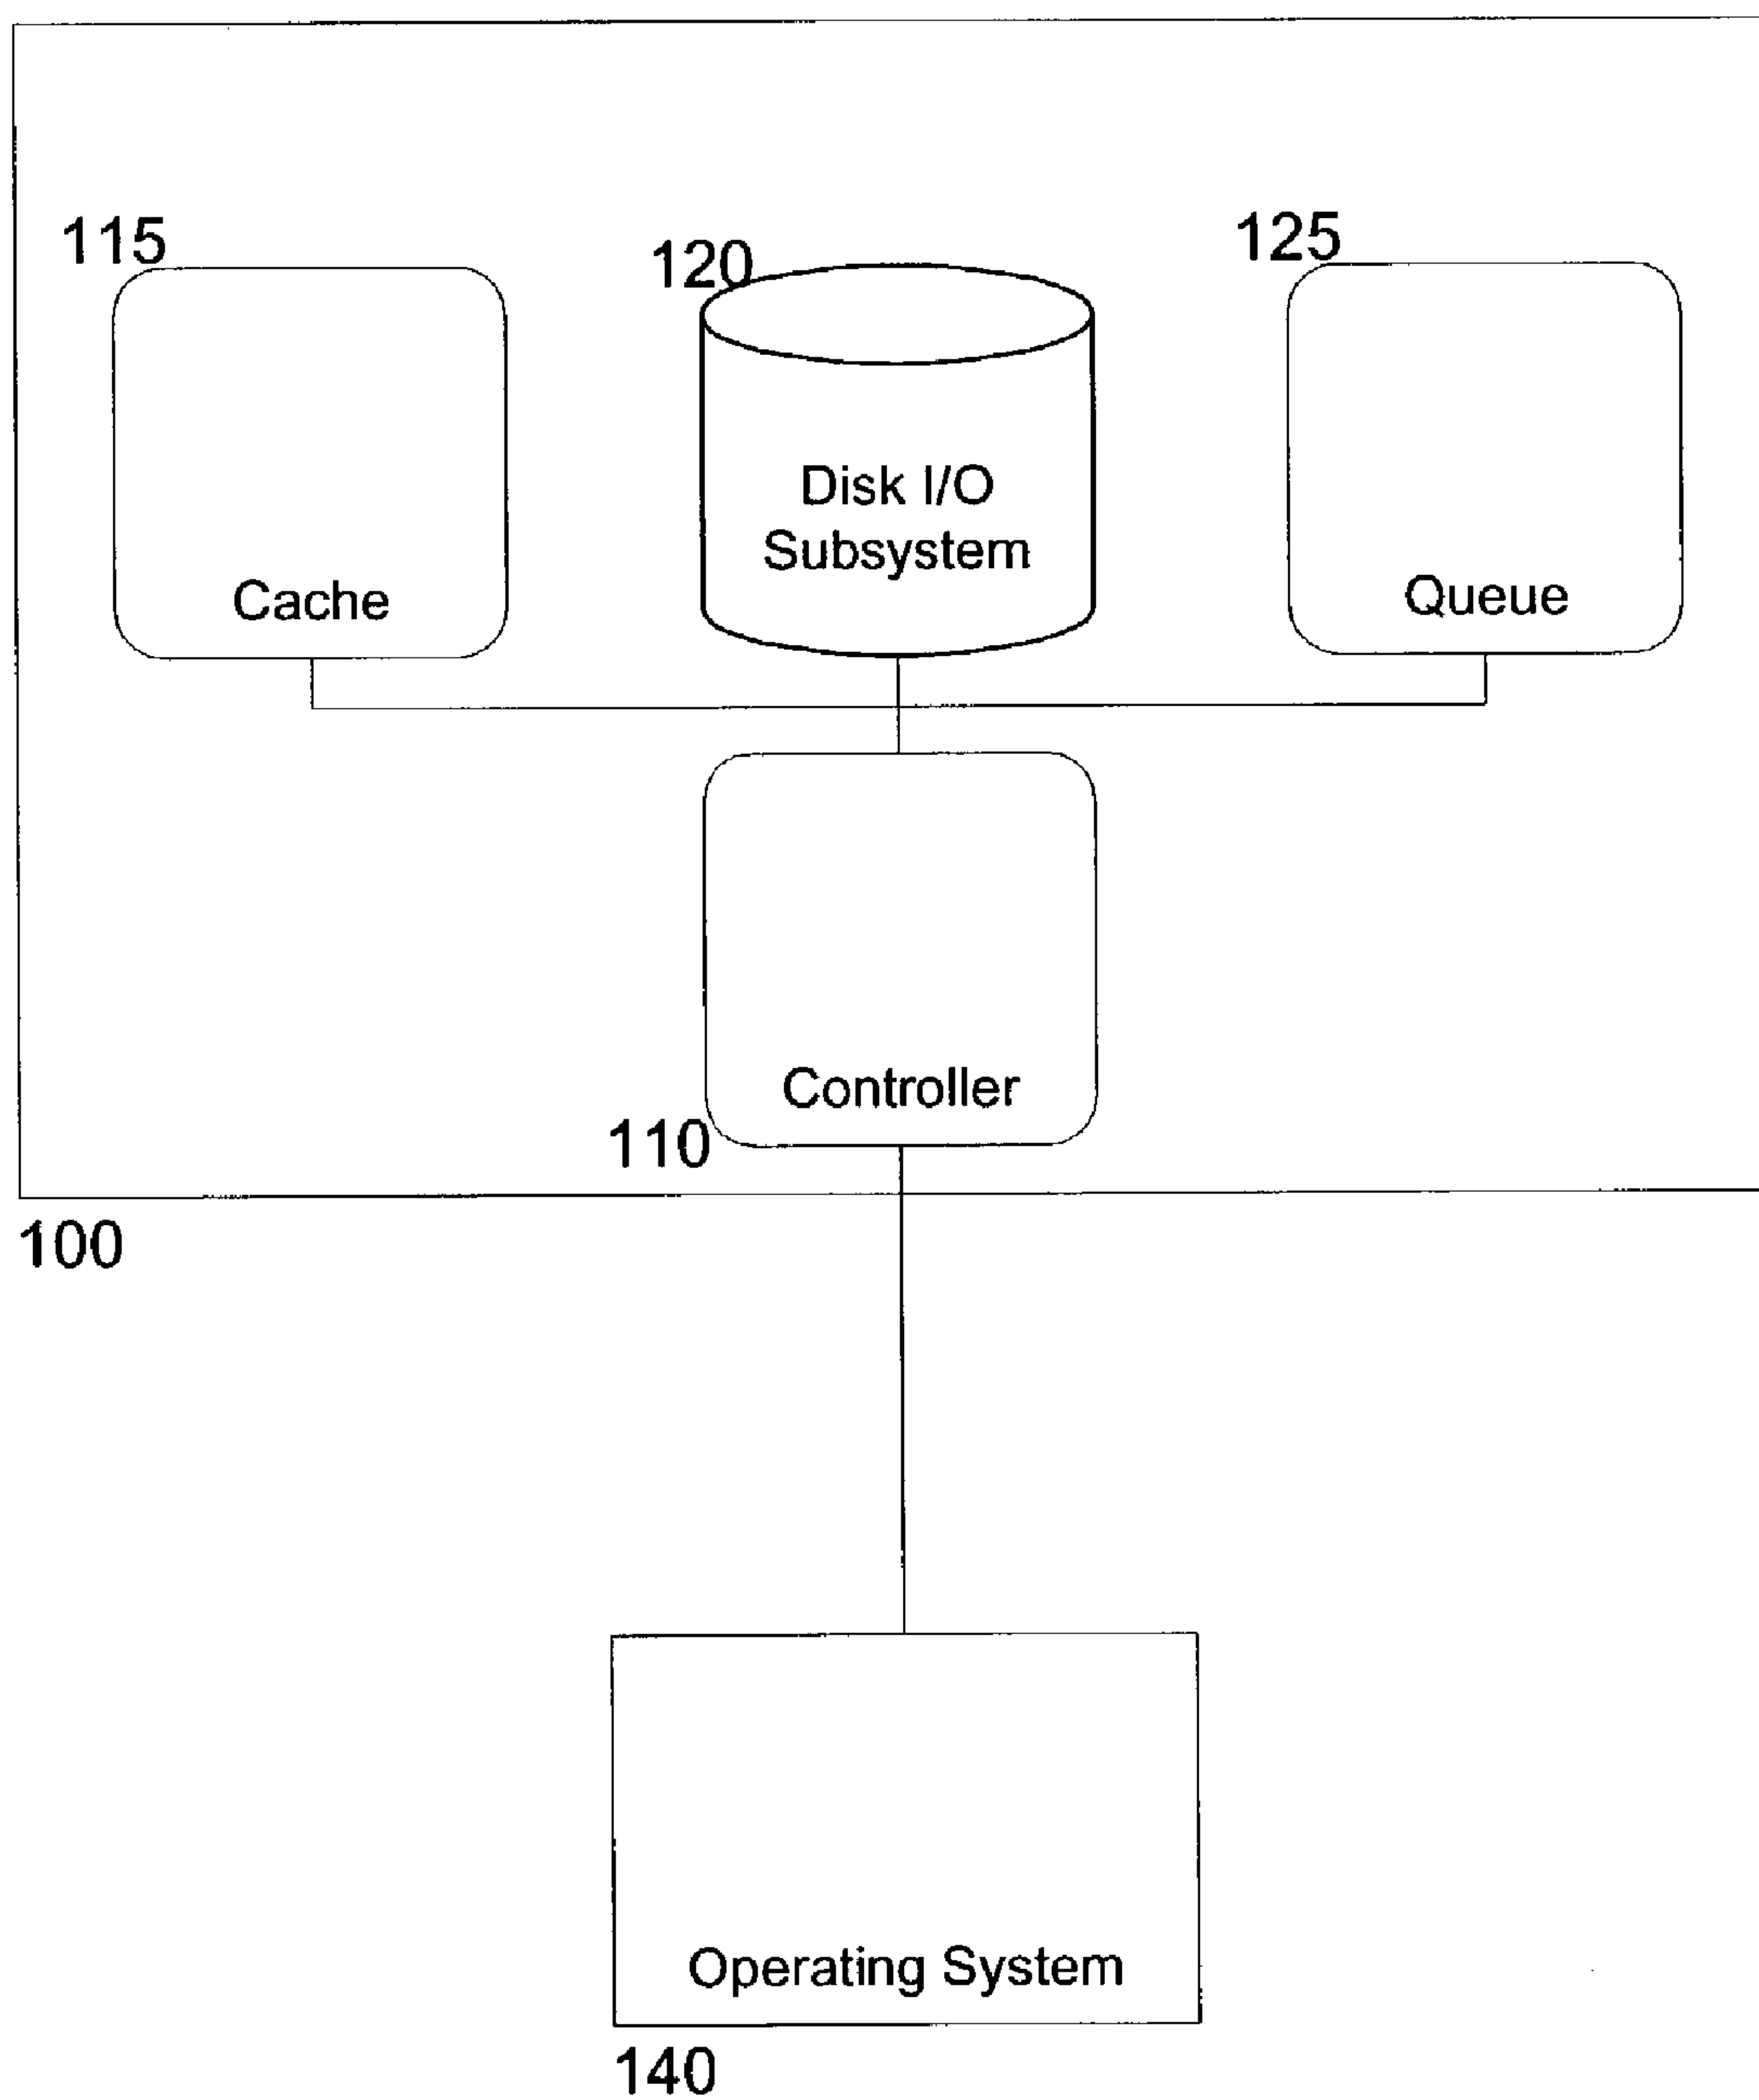 115
120
125
Disk I/O
Subsystem
Cache
Queue
Controller
110
100
Operating System
140